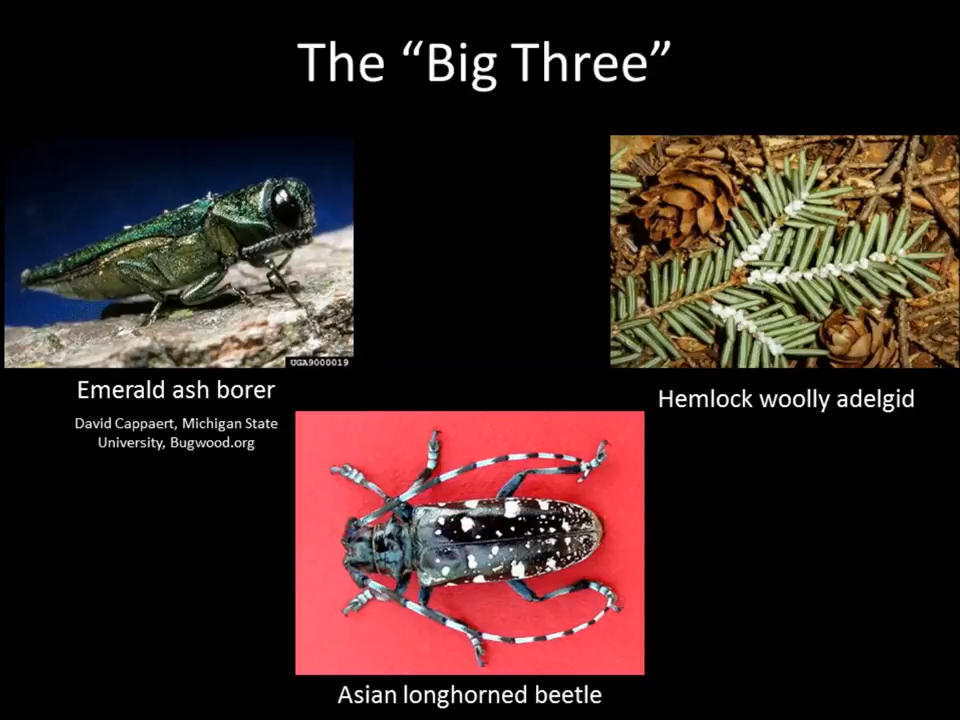 The “Big Three”
UGA9000019
Emerald ash borer
David Cappaert, Michigan State
University, Bugwood.org
Hemlock woolly adelgid
Asian longhorned beetle